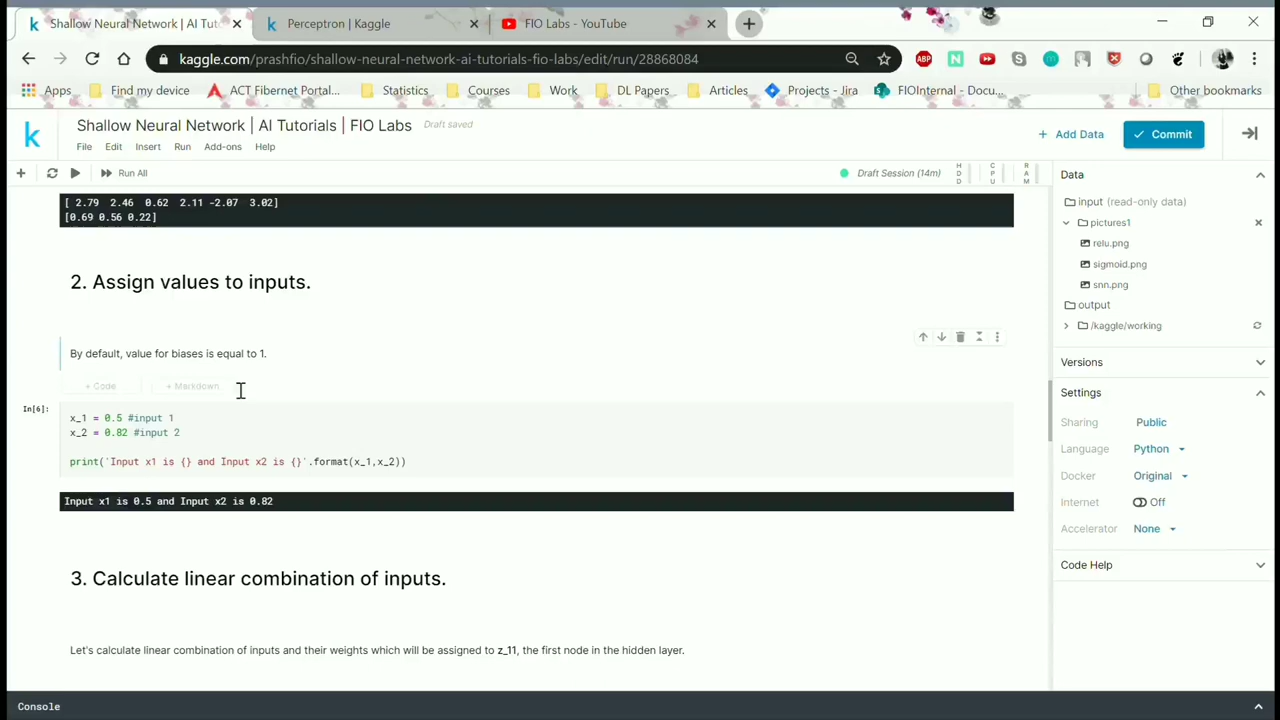 Shallow Neural Network | AI Tuto
Perceptron | Kaggle
FIO Labs - YouTube
kaggle.com/prashfio/shallow-neural-network-ai-tutorials-fio-labs/edit/run/28868084
ABP
Apps
Find my device
ACT Fibernet Portal...
Statistics
Courses
Work
DL Papers
Articles
Projects - Jira
FIOInternal - Docu...
Other bookmarks
k
Shallow Neural Network | AI Tutorials | FIO Labs
Draft saved
+ Add Data
Commit
File Edit Insert Run Add-ons Help
Run All
Draft Session (14m)
HDD
CPU
RAM
[ 2.79 2.46 0.62 2.11 -2.07 3.02]
[0.69 0.56 0.22]
2. Assign values to inputs.
By default, value for biases is equal to 1.
+ Code
+ Markdown
In[6]:
x_1 = 0.5 #input 1
x_2 = 0.82 #input 2
print('Input x1 is {} and Input x2 is {}'.format(x_1,x_2))
Input x1 is 0.5 and Input x2 is 0.82
3. Calculate linear combination of inputs.
Let's calculate linear combination of inputs and their weights which will be assigned to z_11, the first node in the hidden layer.
Data
input (read-only data)
pictures1
relu.png
sigmoid.png
snn.png
output
/kaggle/working
Versions
Settings
Sharing Public
Language Python
Docker Original
Internet Off
Accelerator None
Code Help
Console